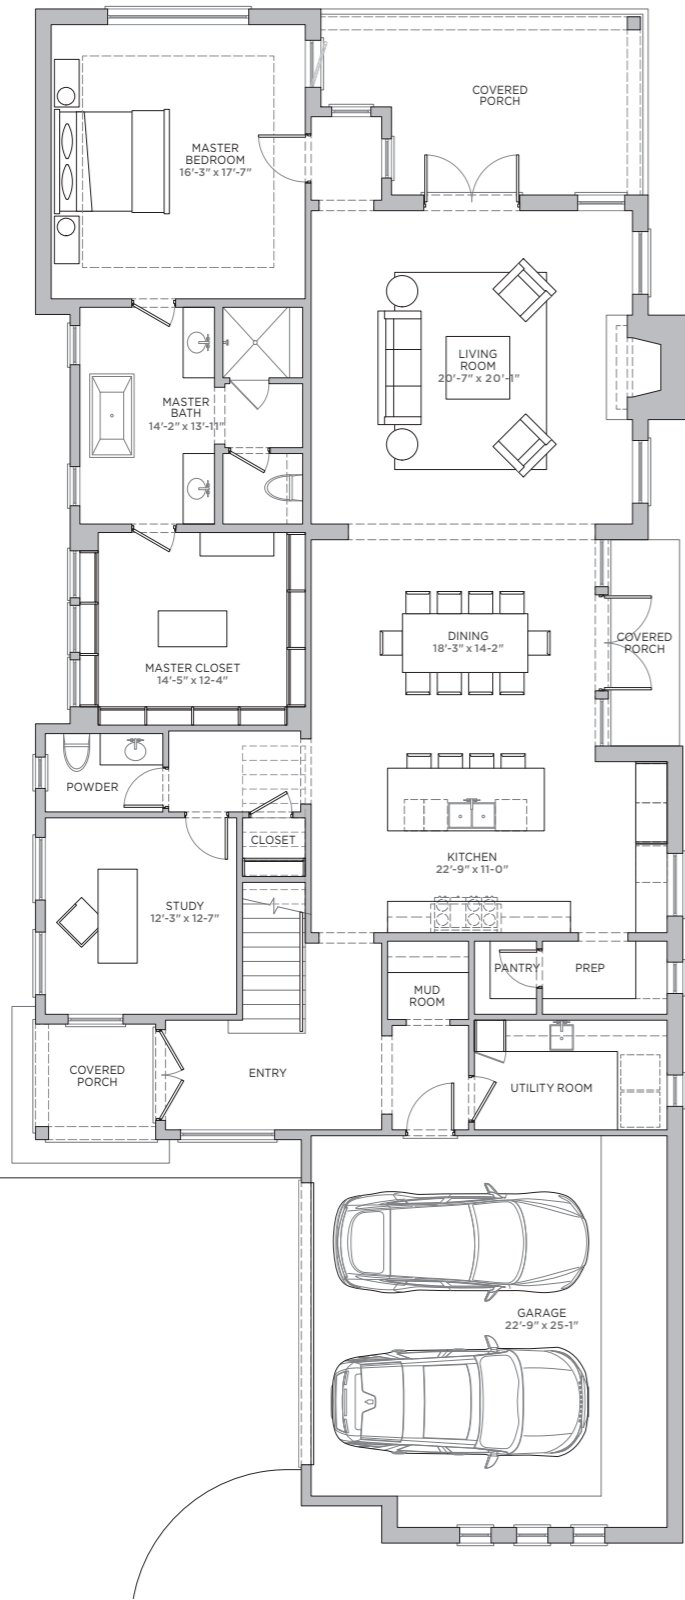 COVERED
PORCH
MASTER
BEDROOM
16'-3" x 17'-7"
LIVING
ROOM
20'-7" x 20'-1"
MASTER
BATH
14'-2" x 13'-11"
DINING
18'-3" x 14'-2"
COVERED
PORCH
MASTER CLOSET
14'-5" x 12'-4"
POWDER
CLOSET
KITCHEN
22'-9" x 11'-0"
STUDY
12'-3" x 12'-7"
PANTRY
PREP
MUD
ROOM
COVERED
PORCH
ENTRY
UTILITY ROOM
GARAGE
22'-9" x 25'-1"